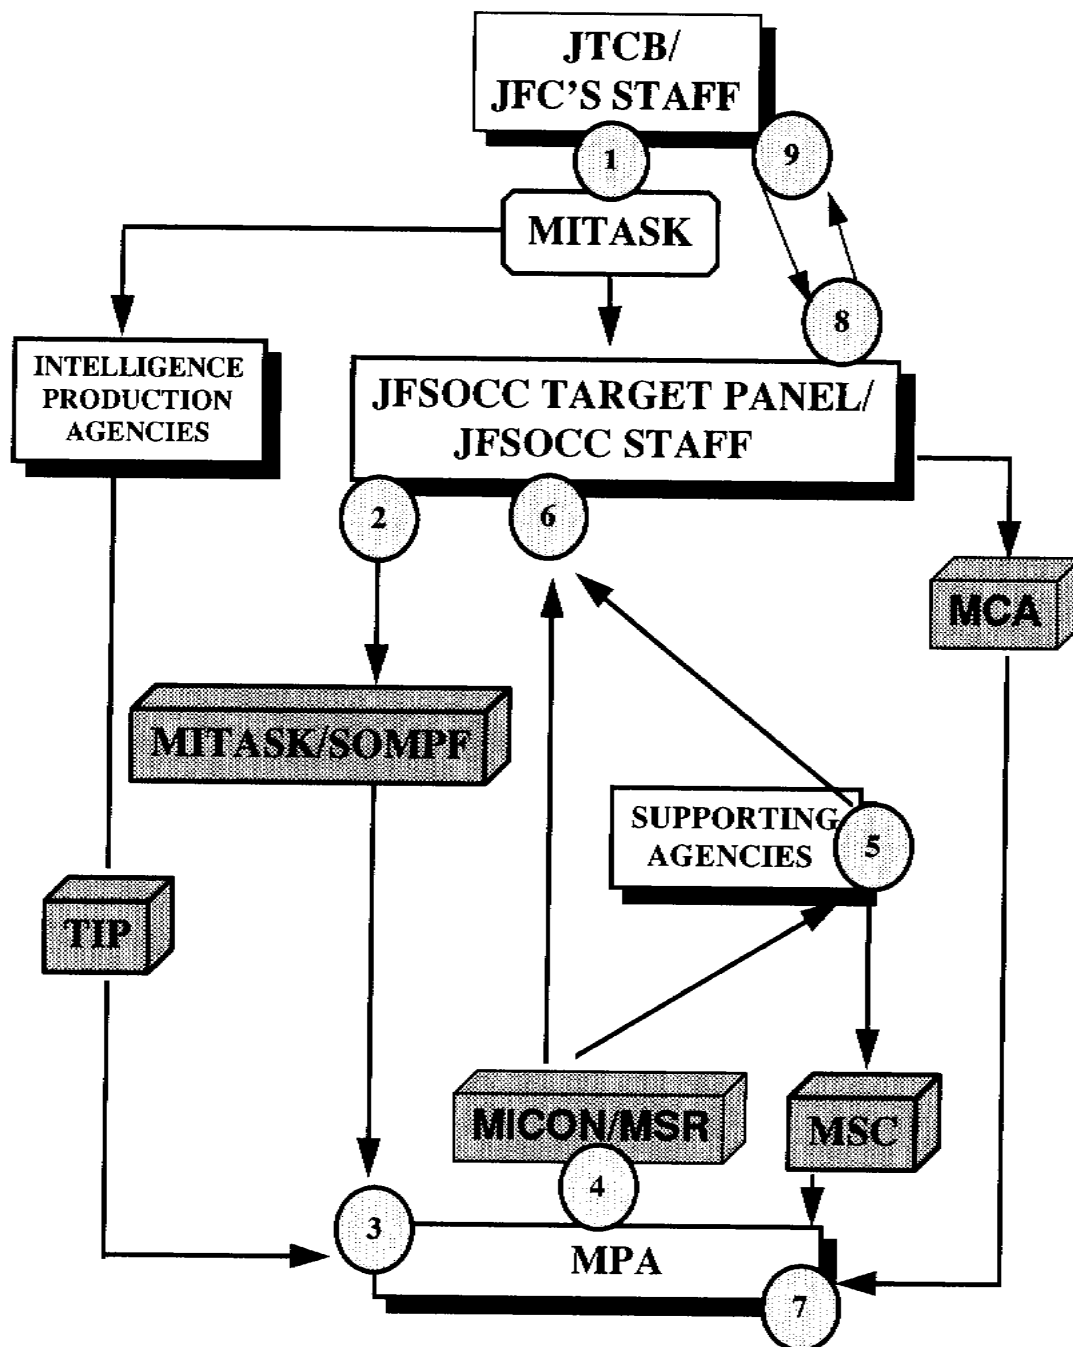 JTCB/
JFC'S STAFF
1
9
MITASK
8
INTELLIGENCE
PRODUCTION
AGENCIES
JFSOCC TARGET PANEL/
JFSOCC STAFF
2
6
MCA
MITASK/SOMPF
SUPPORTING
AGENCIES
5
TIP
MICON/MSR
MSC
4
3
MPA
7